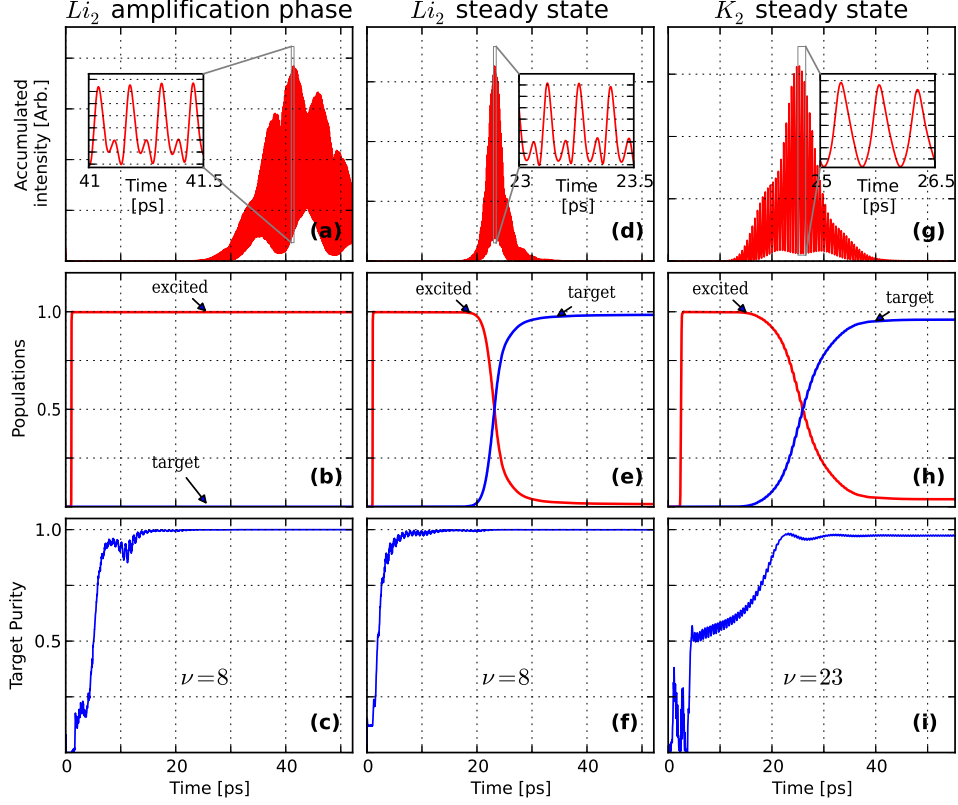 Li₂ amplification phase
Li₂ steady state
K₂ steady state
Accumulated
intensity [Arb.]
41
41.5
Time
[ps]
(a)
23
23.5
Time
[ps]
(d)
25
26.5
Time
[ps]
(g)
Populations
1.0
0.5
excited
target
(b)
excited
target
(e)
excited
target
(h)
Target Purity
1.0
0.5
ν=8
(c)
ν=8
(f)
ν=23
(i)
0 20 40
0 20 40
0 20 40
Time [ps]
Time [ps]
Time [ps]